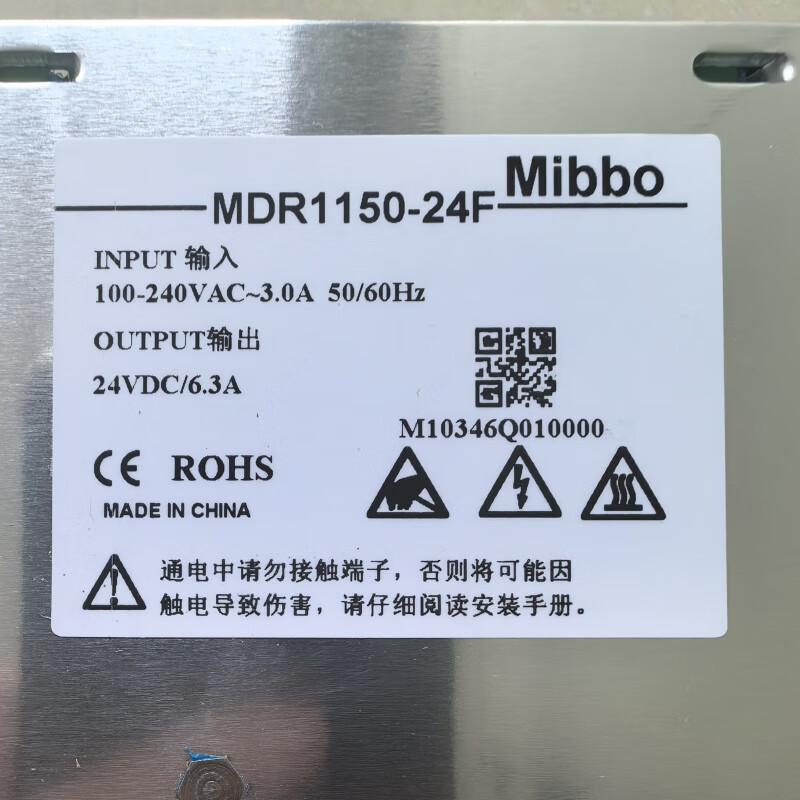 Mibbo
MDR1150-24F
INPUT 输入
100-240VAC~3.0A 50/60Hz
OUTPUT输出
24VDC/6.3A
M10346Q010000
CE ROHS
MADE IN CHINA
通电中请勿接触端子，否则将可能因
触电导致伤害，请仔细阅读安装手册。